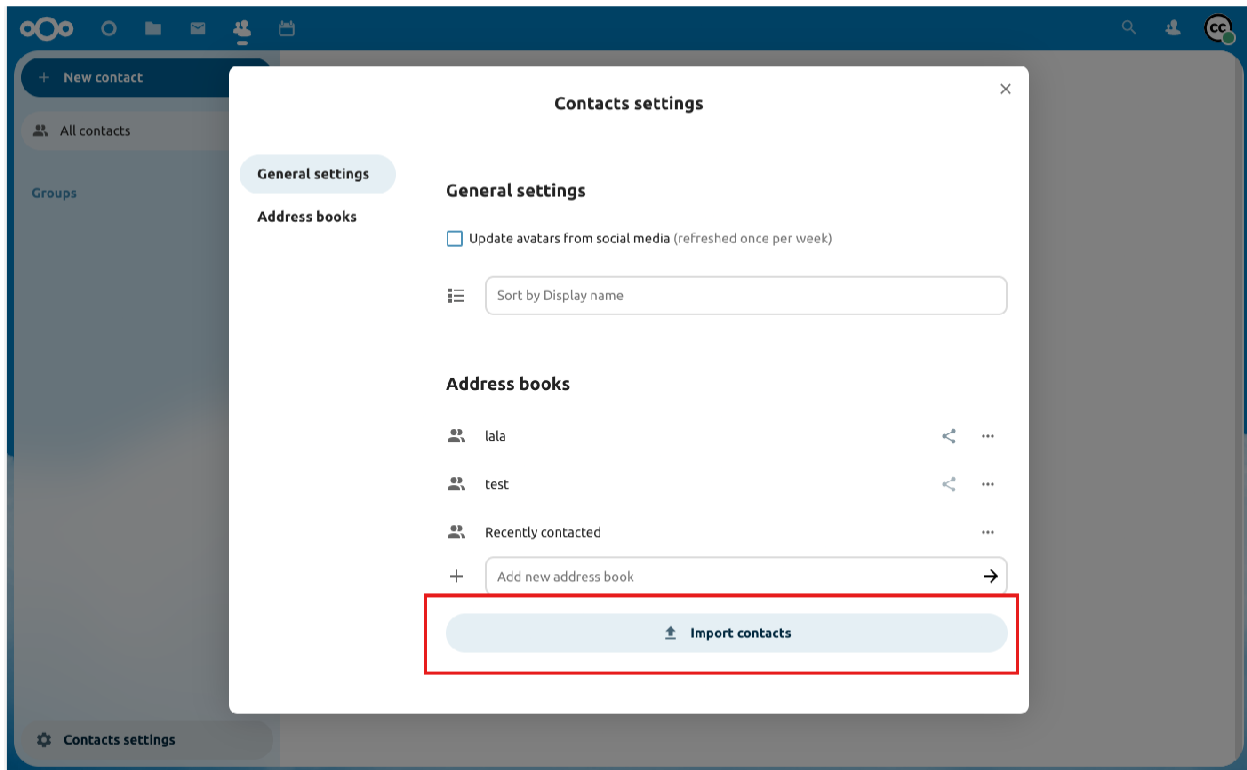 CC
New contact
All contacts
Groups
Contacts settings
General settings
Address books
General settings
Update avatars from social media (refreshed once per week)
Sort by Display name
Address books
lala
test
Recently contacted
Add new address book
Import contacts
Contacts settings